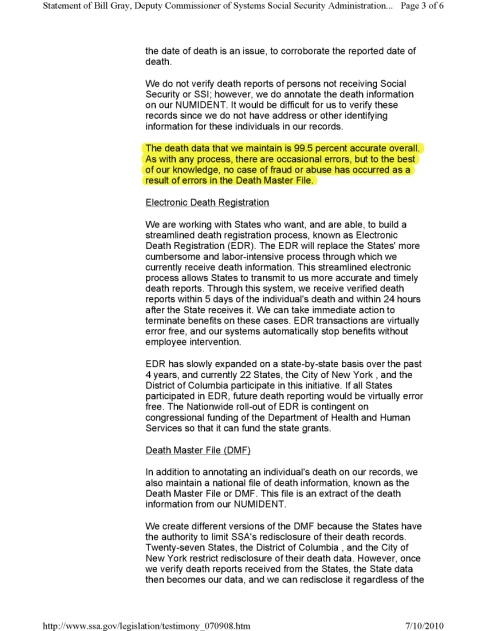 Statement of Bill Gray, Deputy Commissioner of Systems Social Security Administration... Page 3 of 6
the date of death is an issue, to corroborate the reported date of
death.
We do not verify death reports of persons not receiving Social
Security or SSI; however, we do annotate the death information
on our NUMIDENT. It would be difficult for us to verify these
records since we do not have address or other identifying
information for these individuals in our records.
The death data that we maintain is 99.5 percent accurate overall.
As with any process, there are occasional errors, but to the best
of our knowledge, no case of fraud or abuse has occurred as a
result of errors in the Death Master File.
Electronic Death Registration
We are working with States who want, and are able, to build a
streamlined death registration process, known as Electronic
Death Registration (EDR). The EDR will replace the States' more
cumbersome and labor-intensive process through which we
currently receive death information. This streamlined electronic
process allows States to transmit to us more accurate and timely
death reports. Through this system, we receive verified death
reports within 5 days of the individual's death and within 24 hours
after the State receives it. We can take immediate action to
terminate benefits on these cases. EDR transactions are virtually
error free, and our systems automatically stop benefits without
employee intervention.
EDR has slowly expanded on a state-by-state basis over the past
4 years, and currently 22 States, the City of New York , and the
District of Columbia participate in this initiative. If all States
participated in EDR, future death reporting would be virtually error
free. The Nationwide roll-out of EDR is contingent on
congressional funding of the Department of Health and Human
Services so that it can fund the state grants.
Death Master File (DMF)
In addition to annotating an individual's death on our records, we
also maintain a national file of death information, known as the
Death Master File or DMF. This file is an extract of the death
information from our NUMIDENT.
We create different versions of the DMF because the States have
the authority to limit SSA's redisclosure of their death records.
Twenty-seven States, the District of Columbia , and the City of
New York restrict redisclosure of their death data. However, once
we verify death reports received from the States, the State data
then becomes our data, and we can redisclose it regardless of the
http://www.ssa.gov/legislation/testimony_070908.htm 7/10/2010